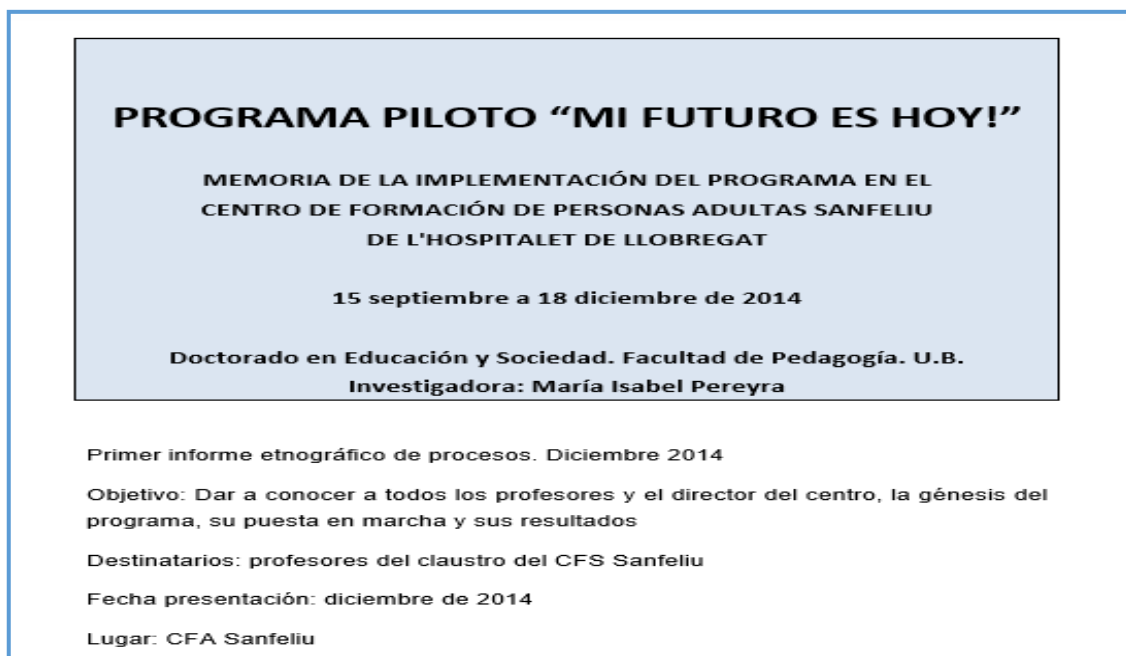 PROGRAMA PILOTO “MI FUTURO ES HOY!”
MEMORIA DE LA IMPLEMENTACIÓN DEL PROGRAMA EN EL
CENTRO DE FORMACIÓN DE PERSONAS ADULTAS SANFELIU
DE L'HOSPITALET DE LLOBREGAT
15 septiembre a 18 diciembre de 2014
Doctorado en Educación y Sociedad. Facultad de Pedagogía. U.B.
Investigadora: María Isabel Pereyra
Primer informe etnográfico de procesos. Diciembre 2014
Objetivo: Dar a conocer a todos los profesores y el director del centro, la génesis del
programa, su puesta en marcha y sus resultados
Destinatarios: profesores del claustro del CFS Sanfeliu
Fecha presentación: diciembre de 2014
Lugar: CFA Sanfeliu